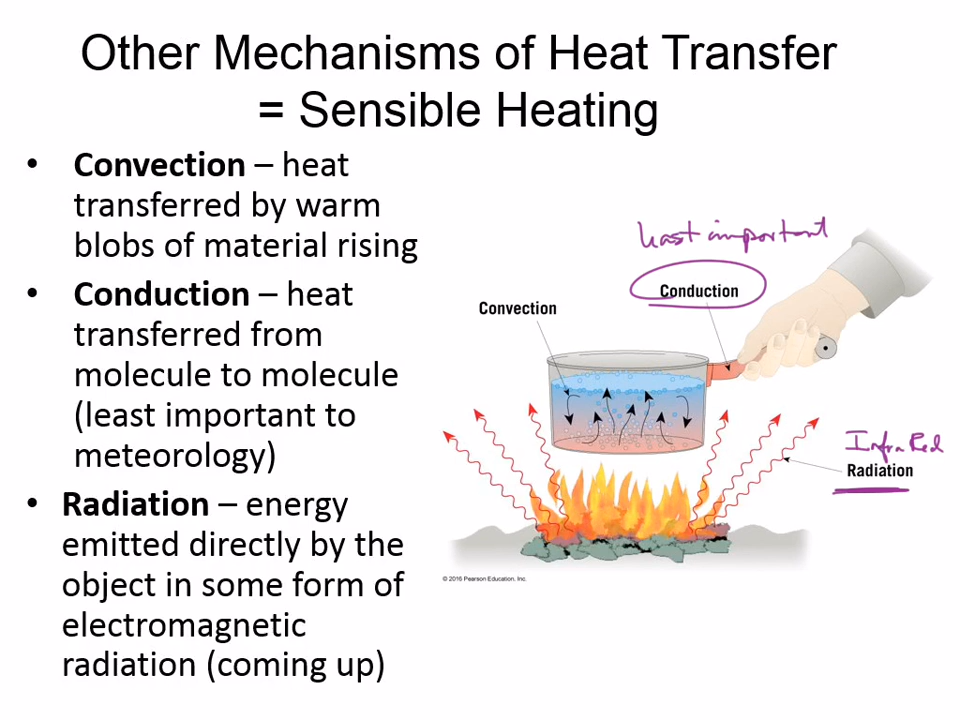 Other Mechanisms of Heat Transfer
= Sensible Heating
• Convection – heat
transferred by warm
blobs of material rising
• Conduction – heat
transferred from
molecule to molecule
(least important to
meteorology)
• Radiation – energy
emitted directly by the
object in some form of
electromagnetic
radiation (coming up)
least important
Conduction
Convection
InfraRed
Radiation
© 2016 Pearson Education, Inc.